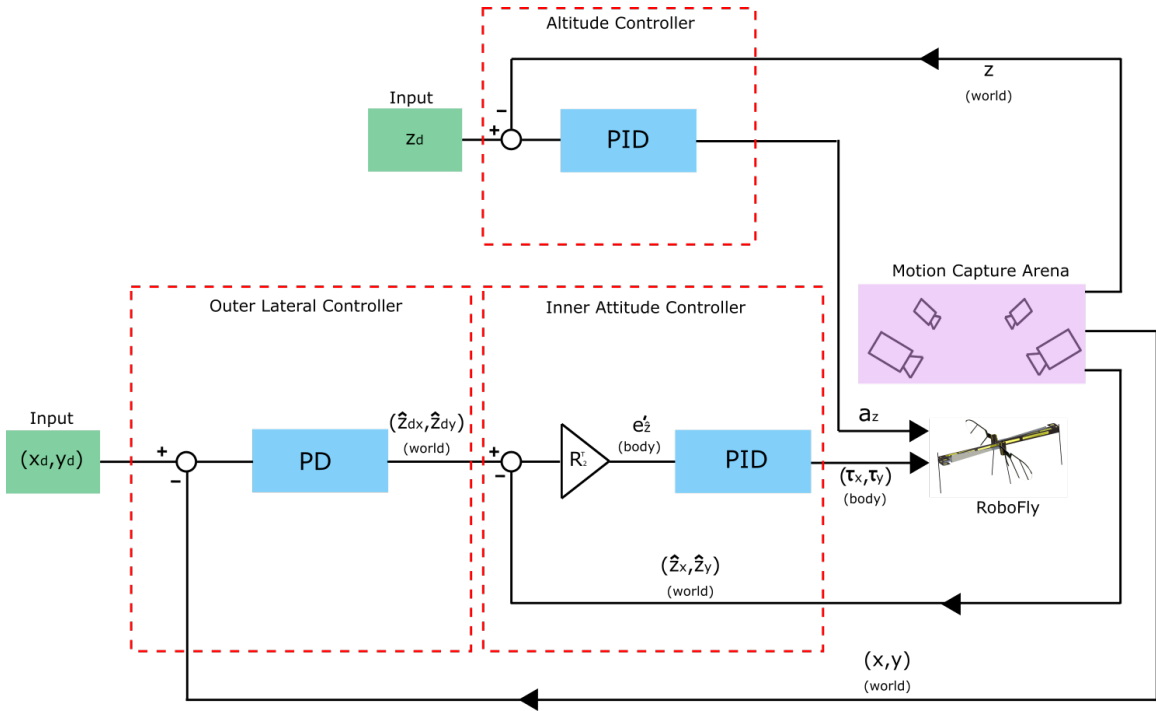 Altitude Controller
z
(world)
Input
−
+
zd
PID
Motion Capture Arena
Outer Lateral Controller
Inner Attitude Controller
Input
(xd,yd)
+
−
PD
(ẑdx,ẑdy)
(world)
+
−
R₂ᵀ
e'ẑ
(body)
PID
az
(τx,τy)
(body)
RoboFly
(ẑx,ẑy)
(world)
(x,y)
(world)